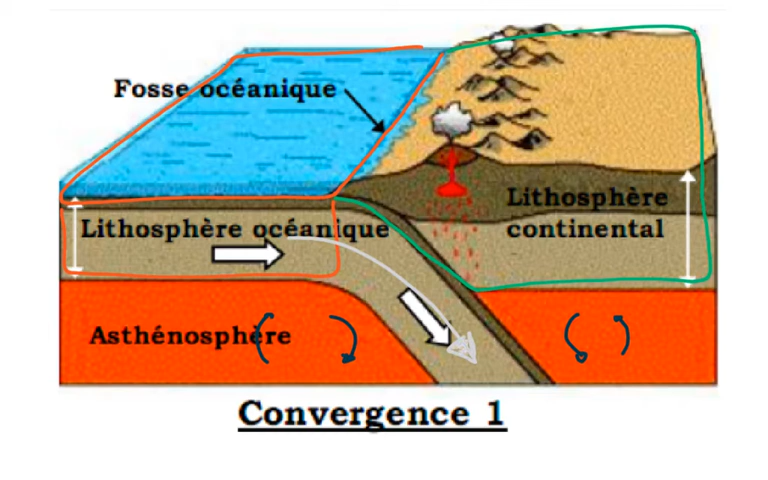 Fosse océanique
Lithosphère océanique
Lithosphère
continental
Asthénosphère
Convergence 1